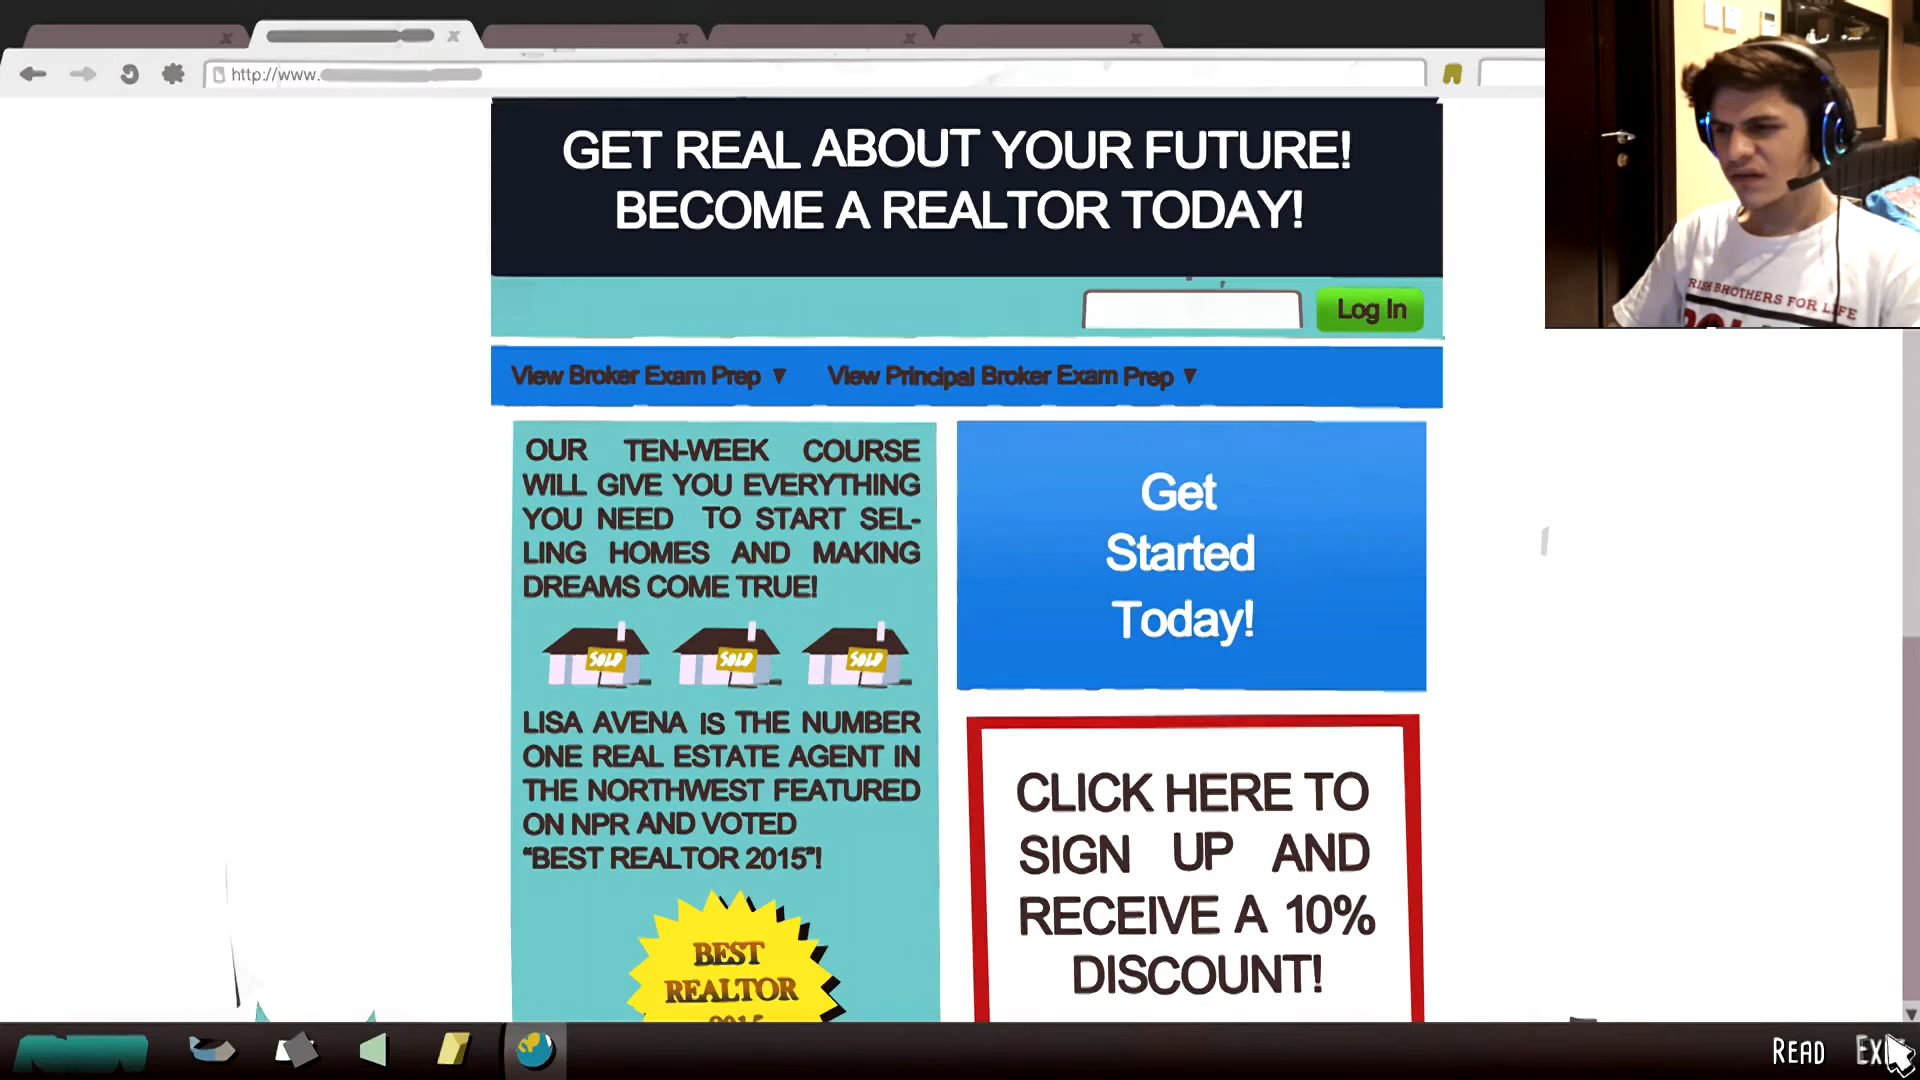 http://www.
GET REAL ABOUT YOUR FUTURE!
BECOME A REALTOR TODAY!
Log In
View Broker Exam Prep ▼ View Principal Broker Exam Prep ▼
OUR TEN-WEEK COURSE
WILL GIVE YOU EVERYTHING
YOU NEED TO START SEL-
LING HOMES AND MAKING
DREAMS COME TRUE!
SOLD SOLD SOLD
LISA AVENA IS THE NUMBER
ONE REAL ESTATE AGENT IN
THE NORTHWEST FEATURED
ON NPR AND VOTED
“BEST REALTOR 2015”!
BEST
REALTOR
2015
Get
Started
Today!
CLICK HERE TO
SIGN UP AND
RECEIVE A 10%
DISCOUNT!
BROTHERS FOR LIFE
READ